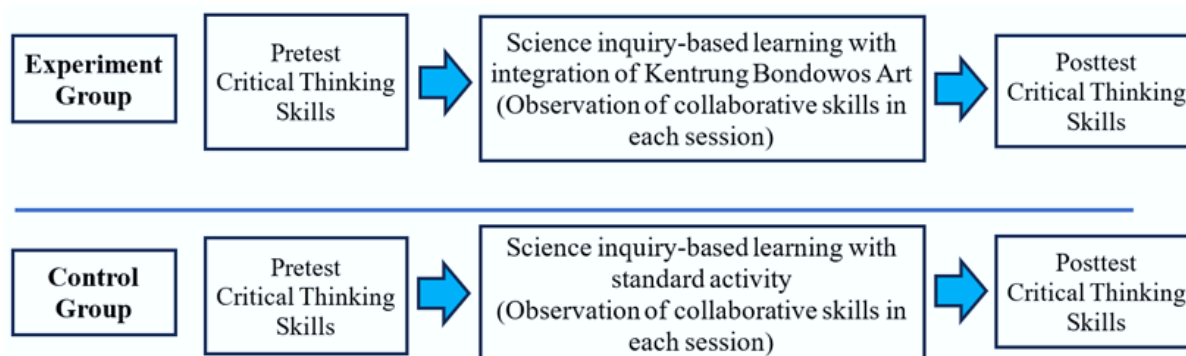 Experiment
Group
Pretest
Critical Thinking
Skills
Science inquiry-based learning with
integration of Kentrung Bondowos Art
(Observation of collaborative skills in
each session)
Posttest
Critical Thinking
Skills
Control
Group
Pretest
Critical Thinking
Skills
Science inquiry-based learning with
standard activity
(Observation of collaborative skills in
each session)
Posttest
Critical Thinking
Skills